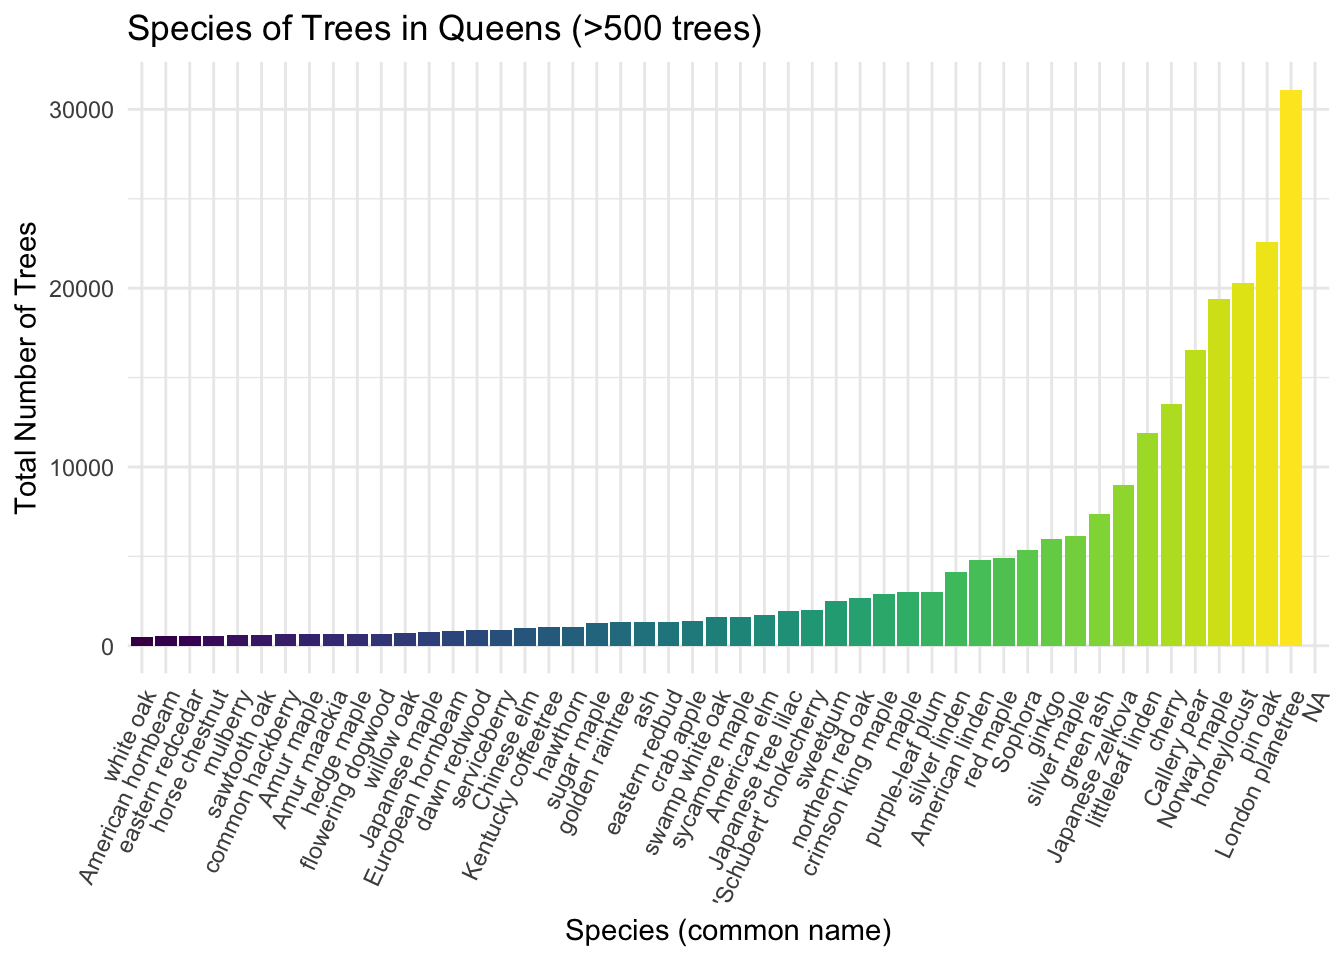 Species of Trees in Queens (>500 trees)
Total Number of Trees
30000
20000
10000
0
white oak
American hornbeam
eastern redcedar
horse chestnut
mulberry
sawtooth oak
common hackberry
Amur maple
Amur maackia
hedge maple
flowering dogwood
willow oak
Japanese maple
European hornbeam
dawn redwood
serviceberry
Chinese elm
Kentucky coffeetree
hawthorn
sugar maple
golden raintree
ash
eastern redbud
crab apple
swamp white oak
sycamore maple
American elm
Japanese tree lilac
'Schubert' chokecherry
sweetgum
northern red oak
crimson king maple
maple
purple-leaf plum
silver linden
American linden
red maple
Sophora
ginkgo
silver maple
green ash
Japanese zelkova
littleleaf linden
cherry
Callery pear
Norway maple
honeylocust
pin oak
London planetree
NA
Species (common name)